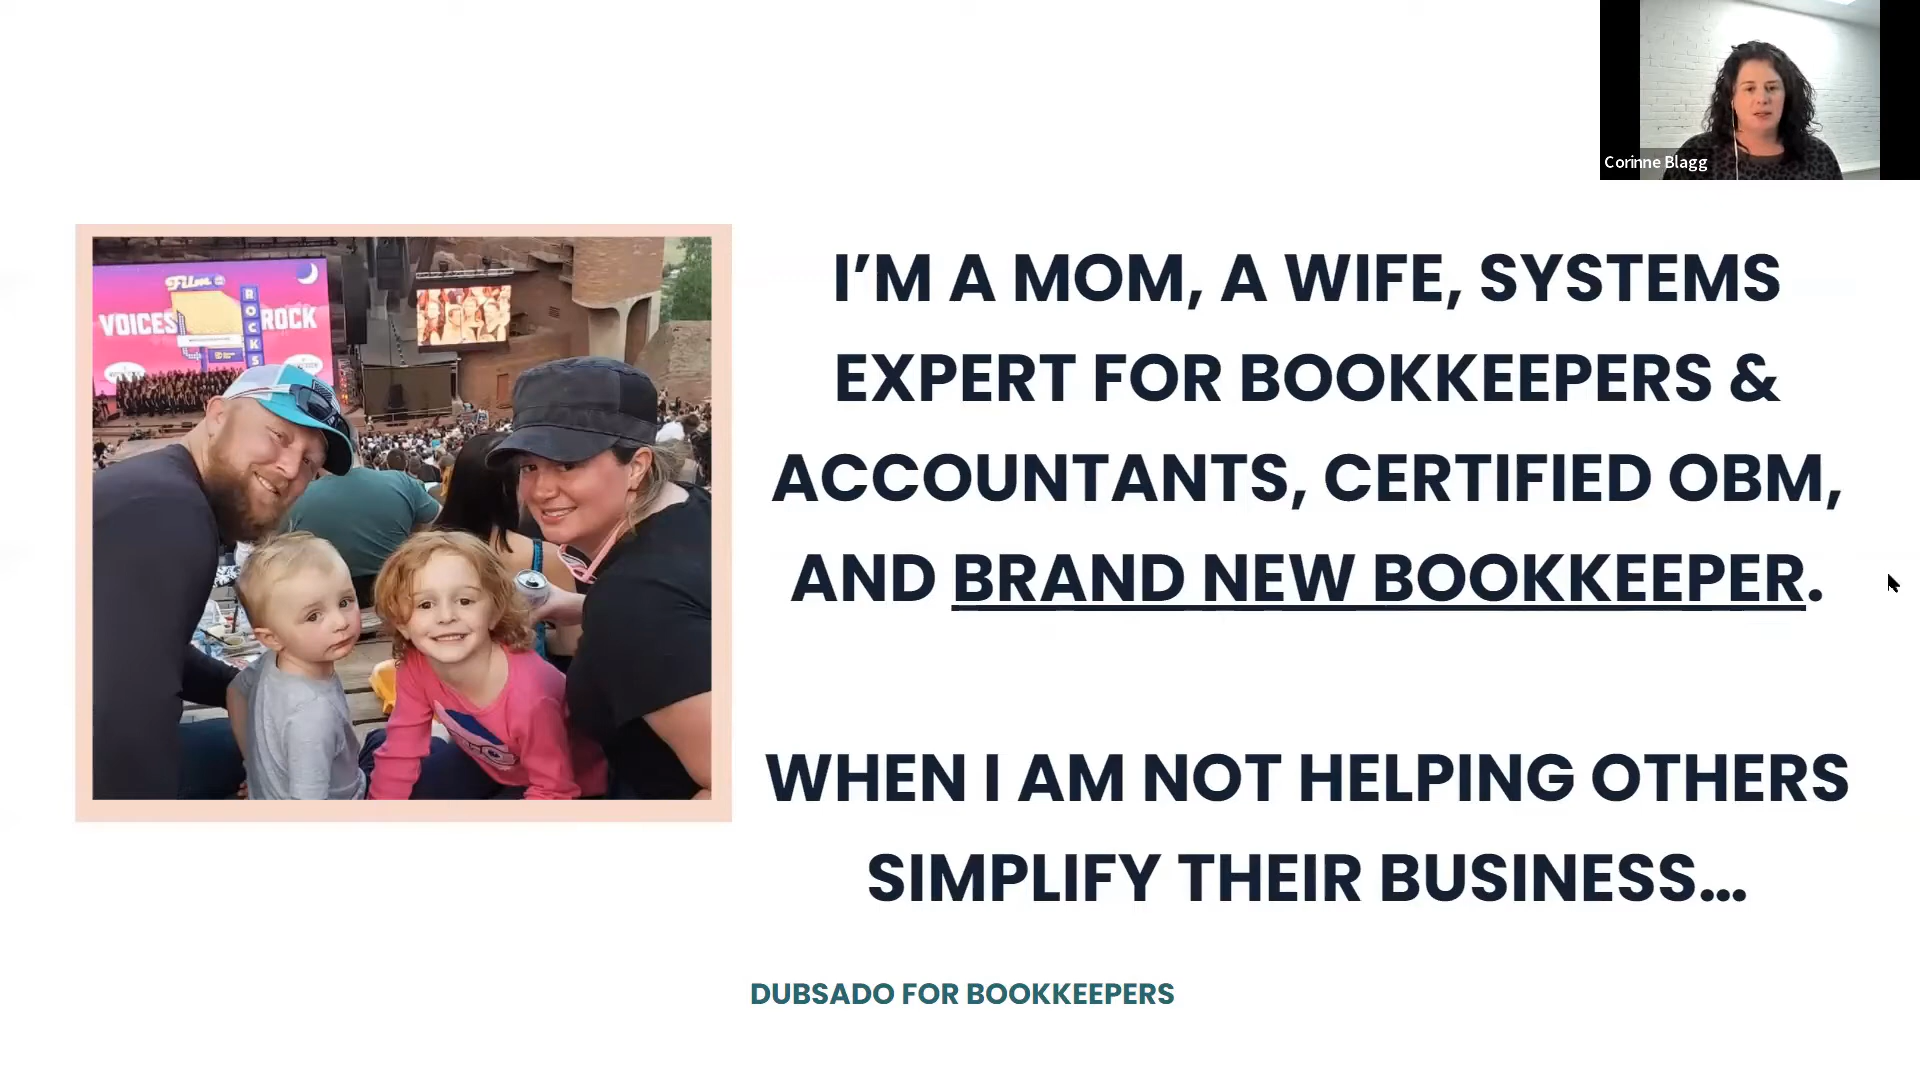 Corinne Blagg
I’M A MOM, A WIFE, SYSTEMS
EXPERT FOR BOOKKEEPERS &
ACCOUNTANTS, CERTIFIED OBM,
AND BRAND NEW BOOKKEEPER.
WHEN I AM NOT HELPING OTHERS
SIMPLIFY THEIR BUSINESS...
Film
VOICES
ROCK
ROCKS
DUBSADO FOR BOOKKEEPERS